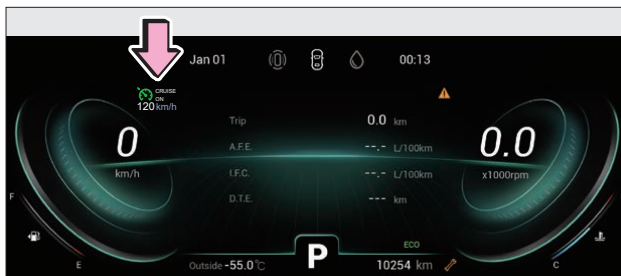 Jan 01 00:13
CRUISE
ON
120 km/h
Trip 0.0 km
0 0.0
A.F.E. --.- L/100km
km/h x1000rpm
I.F.C. --.- L/100km
D.T.E. --- km
F
ECO
P
E Outside -55.0 °C 10254 km C